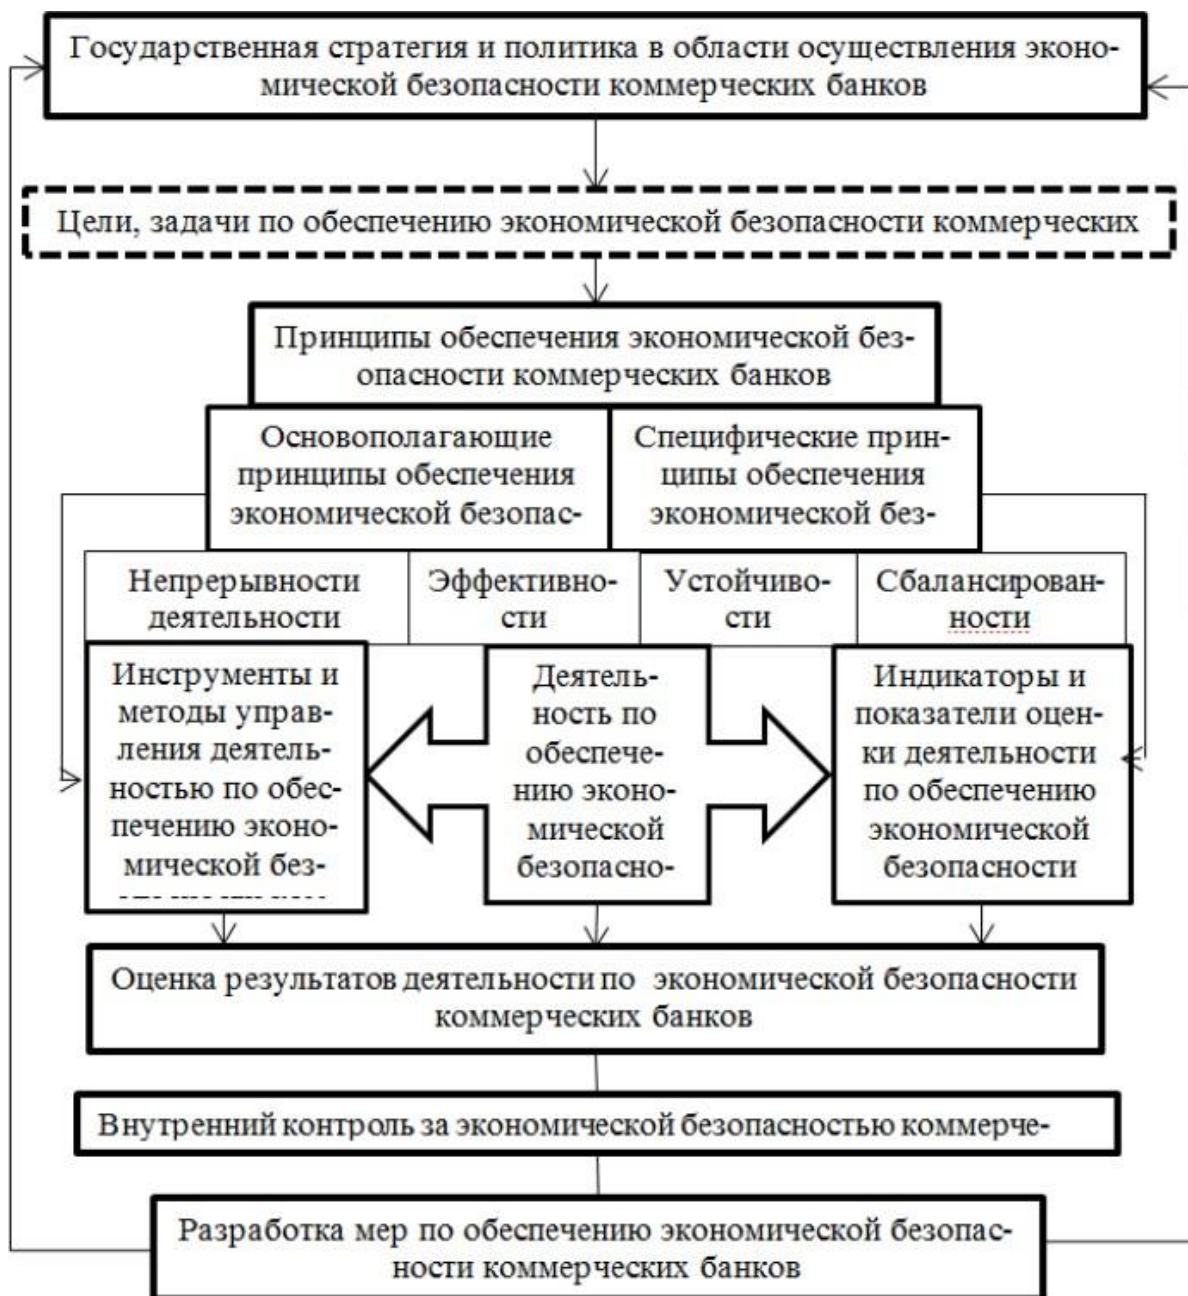 Государственная стратегия и политика в области осуществления эконо-
мической безопасности коммерческих банков
Цели, задачи по обеспечению экономической безопасности коммерческих
Принципы обеспечения экономической без-
опасности коммерческих банков
Основополагающие
принципы обеспечения
экономической безопас-
Специфические прин-
ципы обеспечения
экономической без-
Непрерывности
деятельности
Эффективно-
сти
Устойчиво-
сти
Сбалансирован-
ности
Инструменты и
методы управ-
ления деятель-
ностью по обес-
печению эконо-
мической без-
Деятель-
ность по
обеспече-
нию эконо-
мической
безопасно-
Индикаторы и
показатели оцен-
ки деятельности
по обеспечению
экономической
безопасности
Оценка результатов деятельности по экономической безопасности
коммерческих банков
Внутренний контроль за экономической безопасностью коммерче-
Разработка мер по обеспечению экономической безопас-
ности коммерческих банков